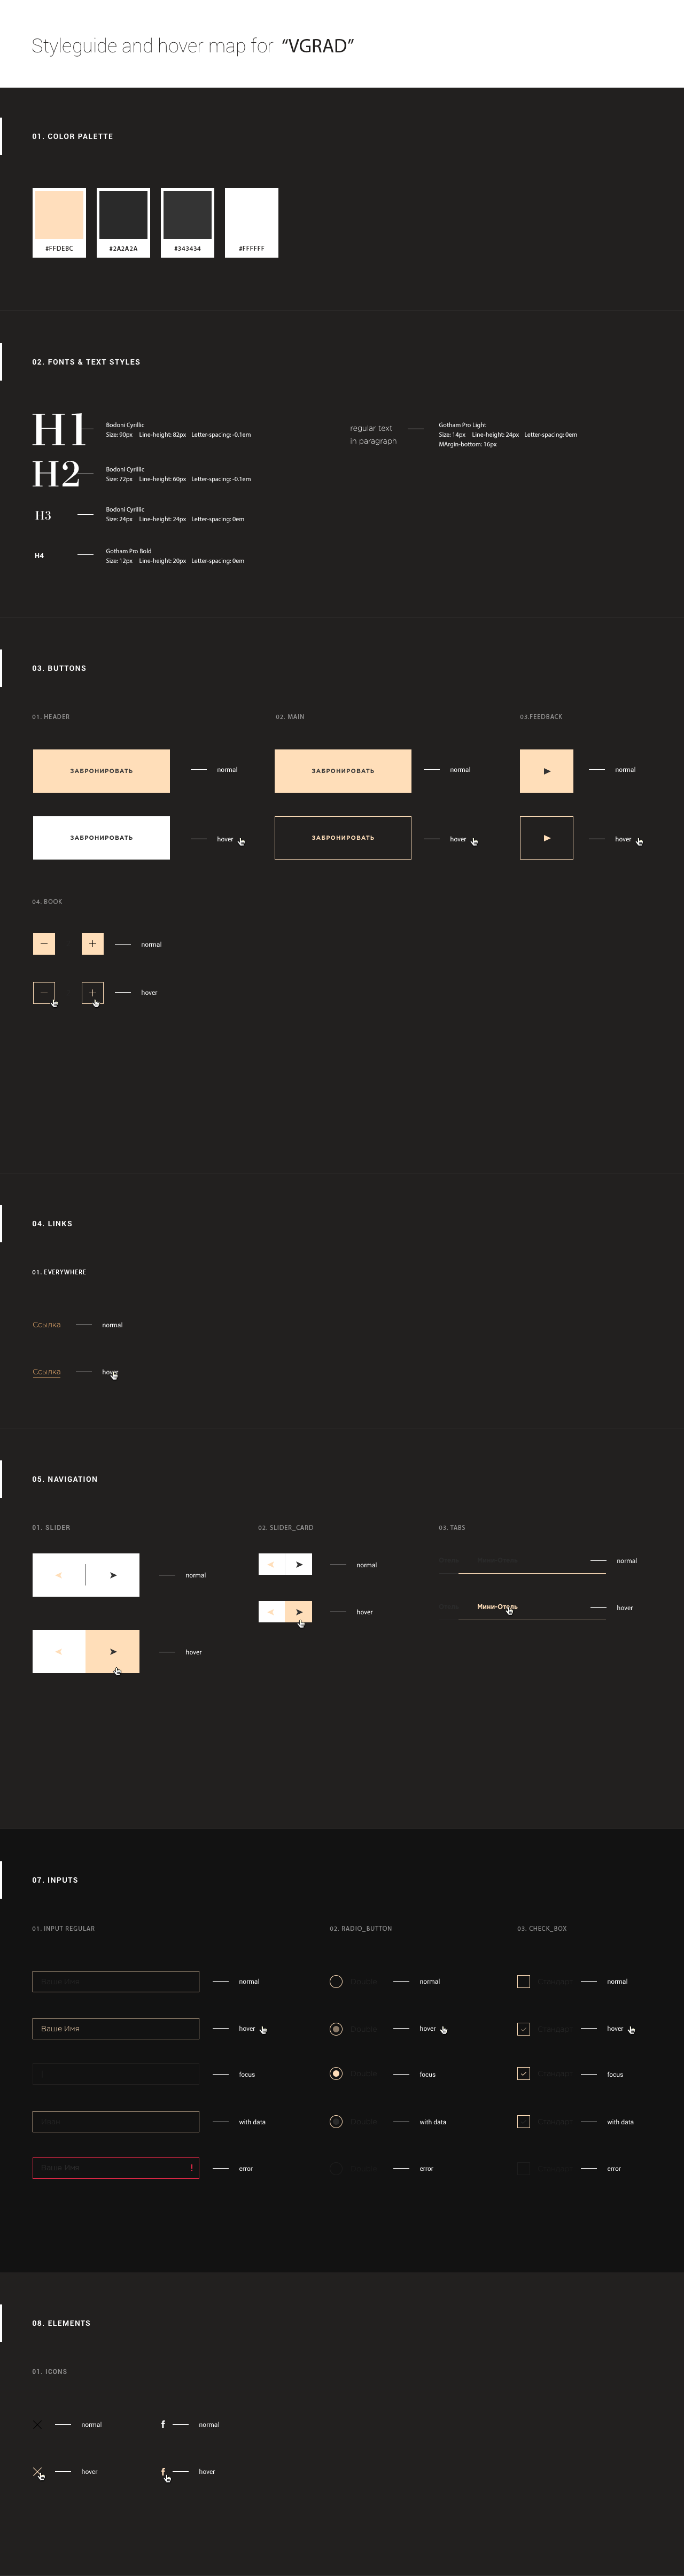 Styleguide and hover map for “VGRAD”
01. COLOR PALETTE
#FFDEBC
#2A2A2A
#343434
#FFFFFF
02. FONTS & TEXT STYLES
H1
Bodoni Cyrillic
Size: 90px Line-height: 82px Letter-spacing: -0.1em
H2
Bodoni Cyrillic
Size: 72px Line-height: 60px Letter-spacing: -0.1em
H3
Bodoni Cyrillic
Size: 24px Line-height: 24px Letter-spacing: 0em
H4
Gotham Pro Bold
Size: 12px Line-height: 20px Letter-spacing: 0em
regular text
in paragraph
Gotham Pro Light
Size: 14px Line-height: 24px Letter-spacing: 0em
MArgin-bottom: 16px
03. BUTTONS
01. HEADER
ЗАБРОНИРОВАТЬ
normal
ЗАБРОНИРОВАТЬ
hover
02. MAIN
ЗАБРОНИРОВАТЬ
normal
ЗАБРОНИРОВАТЬ
hover
03.FEEDBACK
normal
hover
04. BOOK
normal
hover
04. LINKS
01. EVERYWHERE
Ссылка
normal
Ссылка
hover
05. NAVIGATION
01. SLIDER
normal
hover
02. SLIDER_CARD
normal
hover
03. TABS
normal
Мини-Отель
hover
07. INPUTS
01. INPUT REGULAR
Ваше Имя
normal
Ваше Имя
hover
focus
with data
Ваше Имя
!
error
02. RADIO_BUTTON
normal
hover
focus
with data
error
03. CHECK_BOX
normal
hover
focus
with data
error
08. ELEMENTS
01. ICONS
normal
hover
f
normal
f
hover